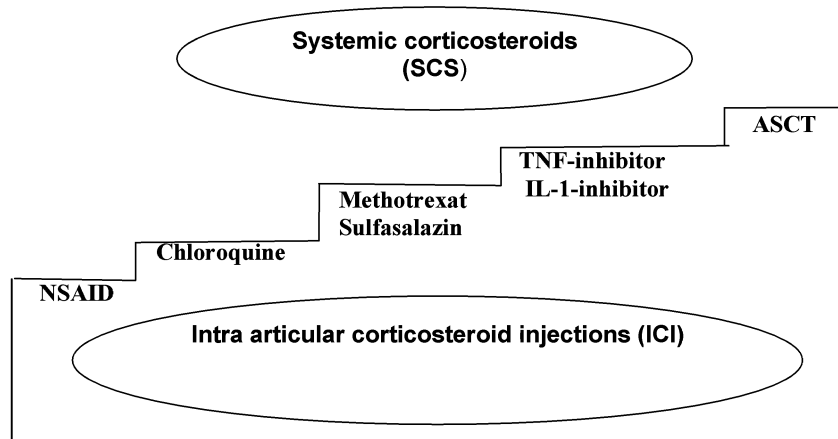 Systemic corticosteroids
(SCS)
ASCT
TNF-inhibitor
IL-1-inhibitor
Methotrexat
Sulfasalazin
Chloroquine
NSAID
Intra articular corticosteroid injections (ICI)